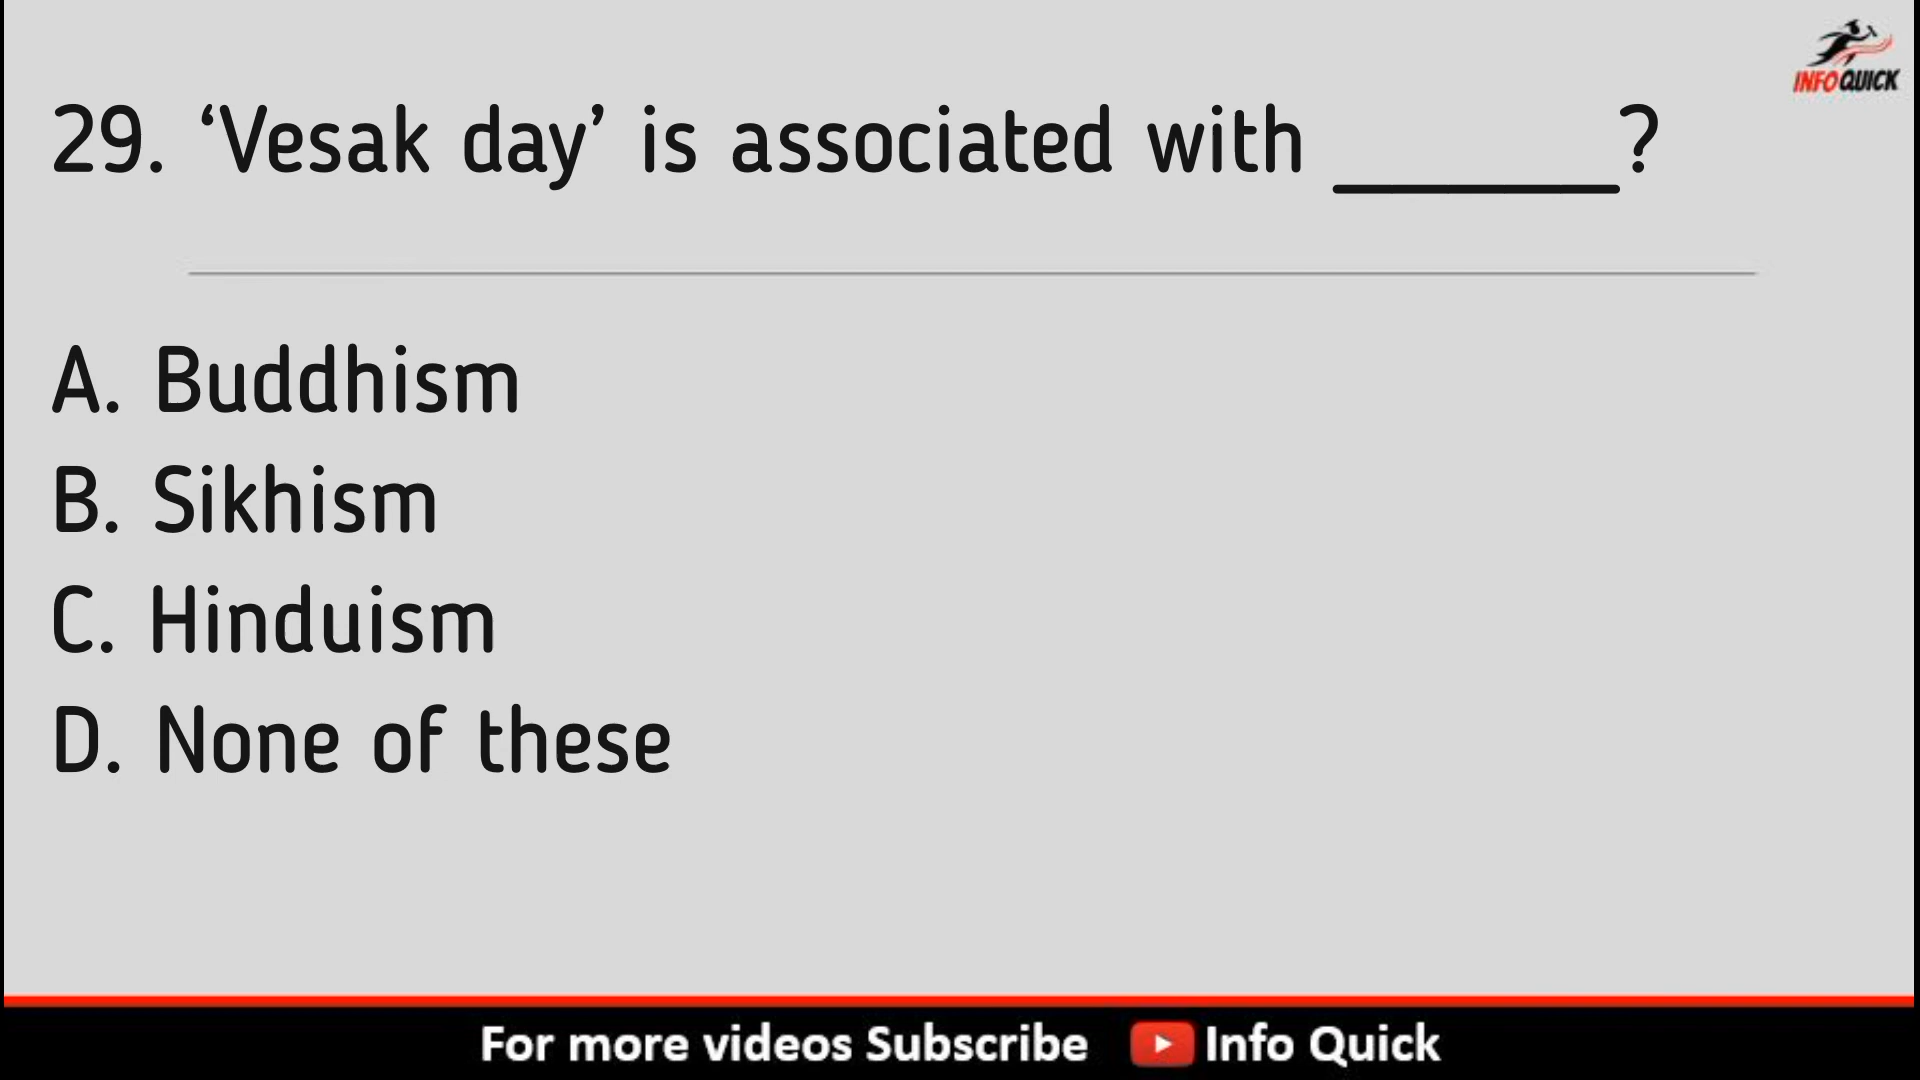 INFOQUICK
29. ‘Vesak day’ is associated with ______?
A. Buddhism
B. Sikhism
C. Hinduism
D. None of these
For more videos Subscribe Info Quick